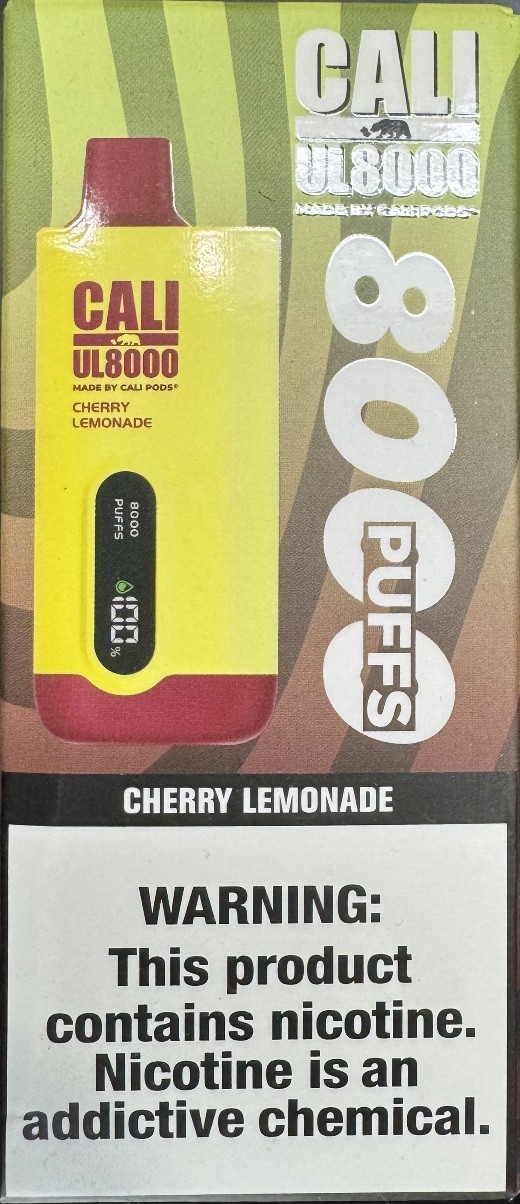 CALI
UL8000
MADE BY CALI PODS®
8000
PUFFS
CALI
UL8000
MADE BY CALI PODS®
CHERRY
LEMONADE
8000
PUFFS
100%
CHERRY LEMONADE
WARNING:
This product
contains nicotine.
Nicotine is an
addictive chemical.